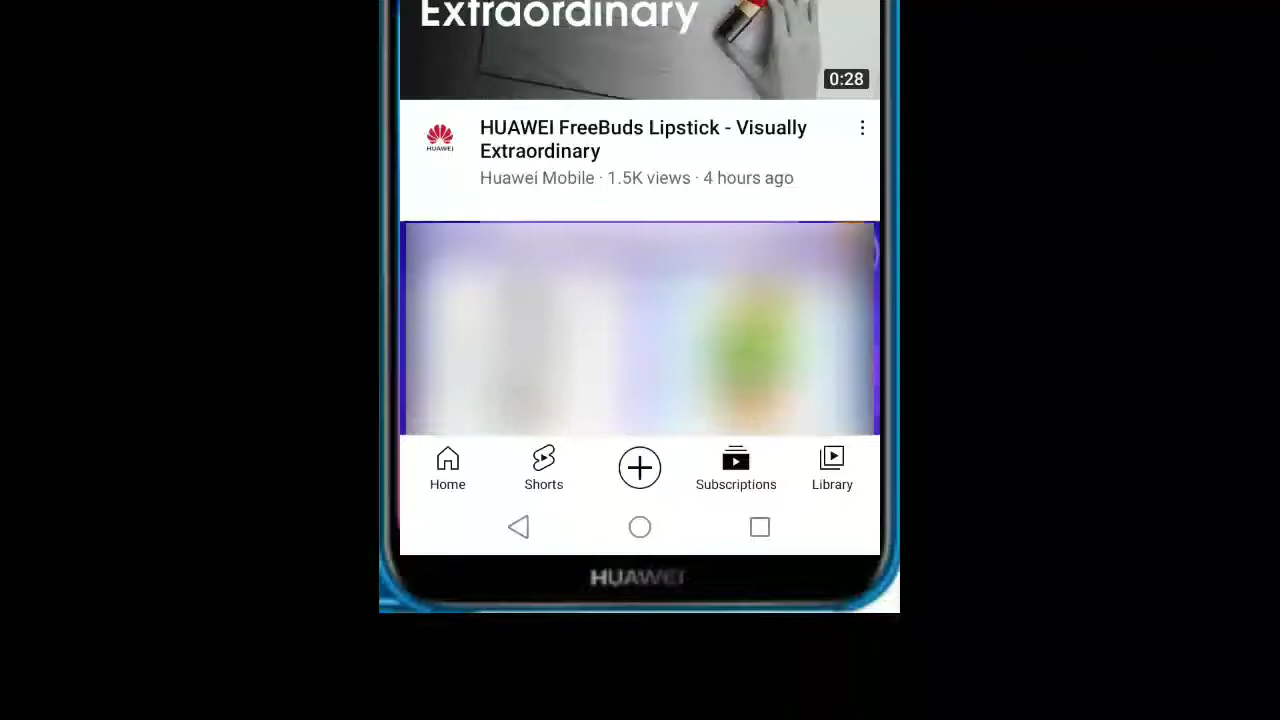 Extraordinary
0:28
HUAWEI FreeBuds Lipstick - Visually
Extraordinary
HUAWEI
Huawei Mobile · 1.5K views · 4 hours ago
Home
Shorts
Subscriptions
Library
HUAWEI